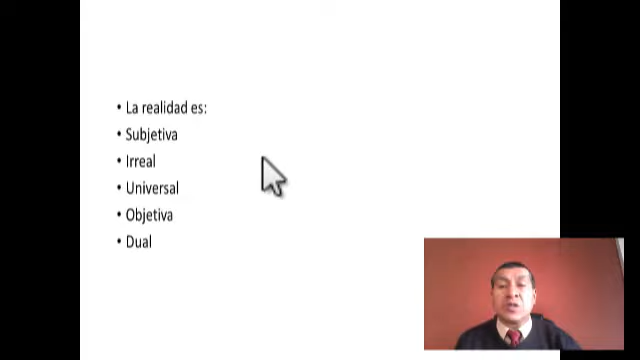 • La realidad es:
• Subjetiva
• Irreal
• Universal
• Objetiva
• Dual